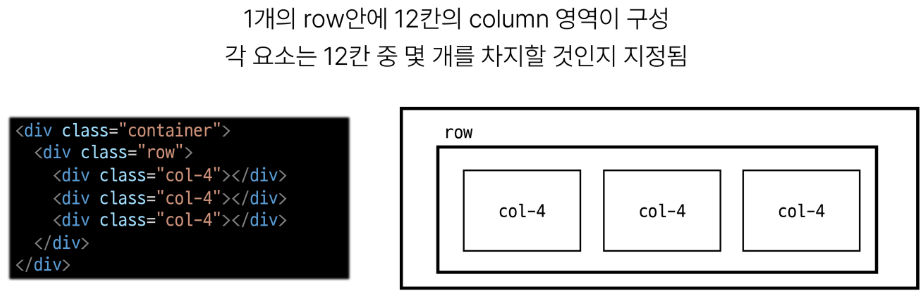 1개의 row안에 12칸의 column 영역이 구성
각 요소는 12칸 중 몇 개를 차지할 것인지 지정됨
<div class="container">
  <div class="row">
    <div class="col-4"></div>
    <div class="col-4"></div>
    <div class="col-4"></div>
  </div>
</div>
row
col-4 col-4 col-4